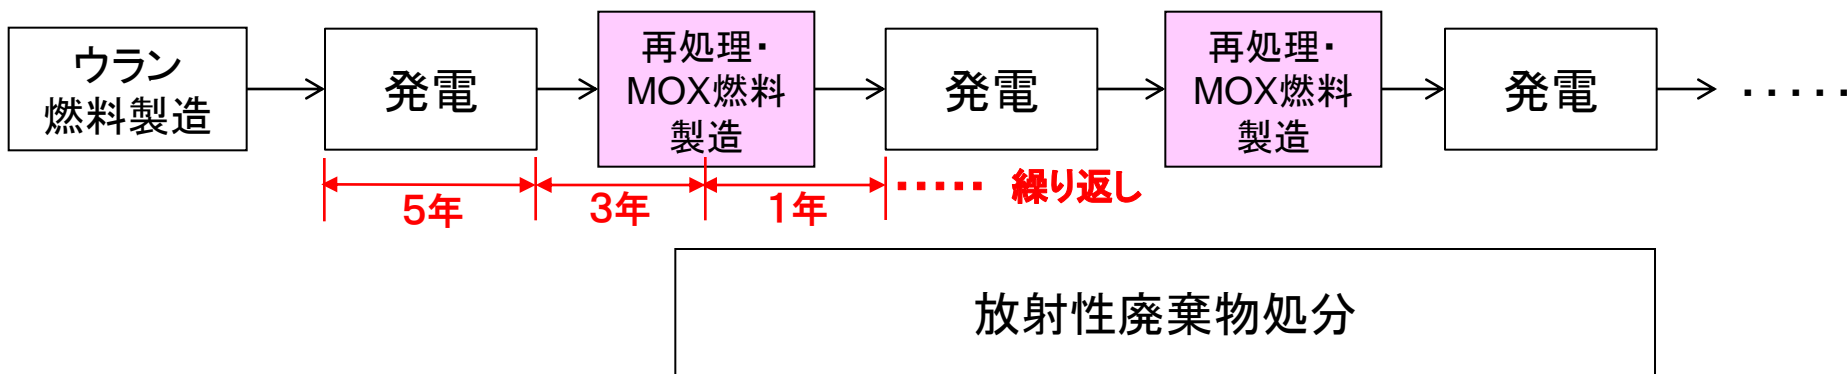 ウラン
燃料製造
発電
再処理・
MOX燃料
製造
発電
再処理・
MOX燃料
製造
発電
・・・・・
5年
3年
1年
・・・・・ 繰り返し
放射性廃棄物処分